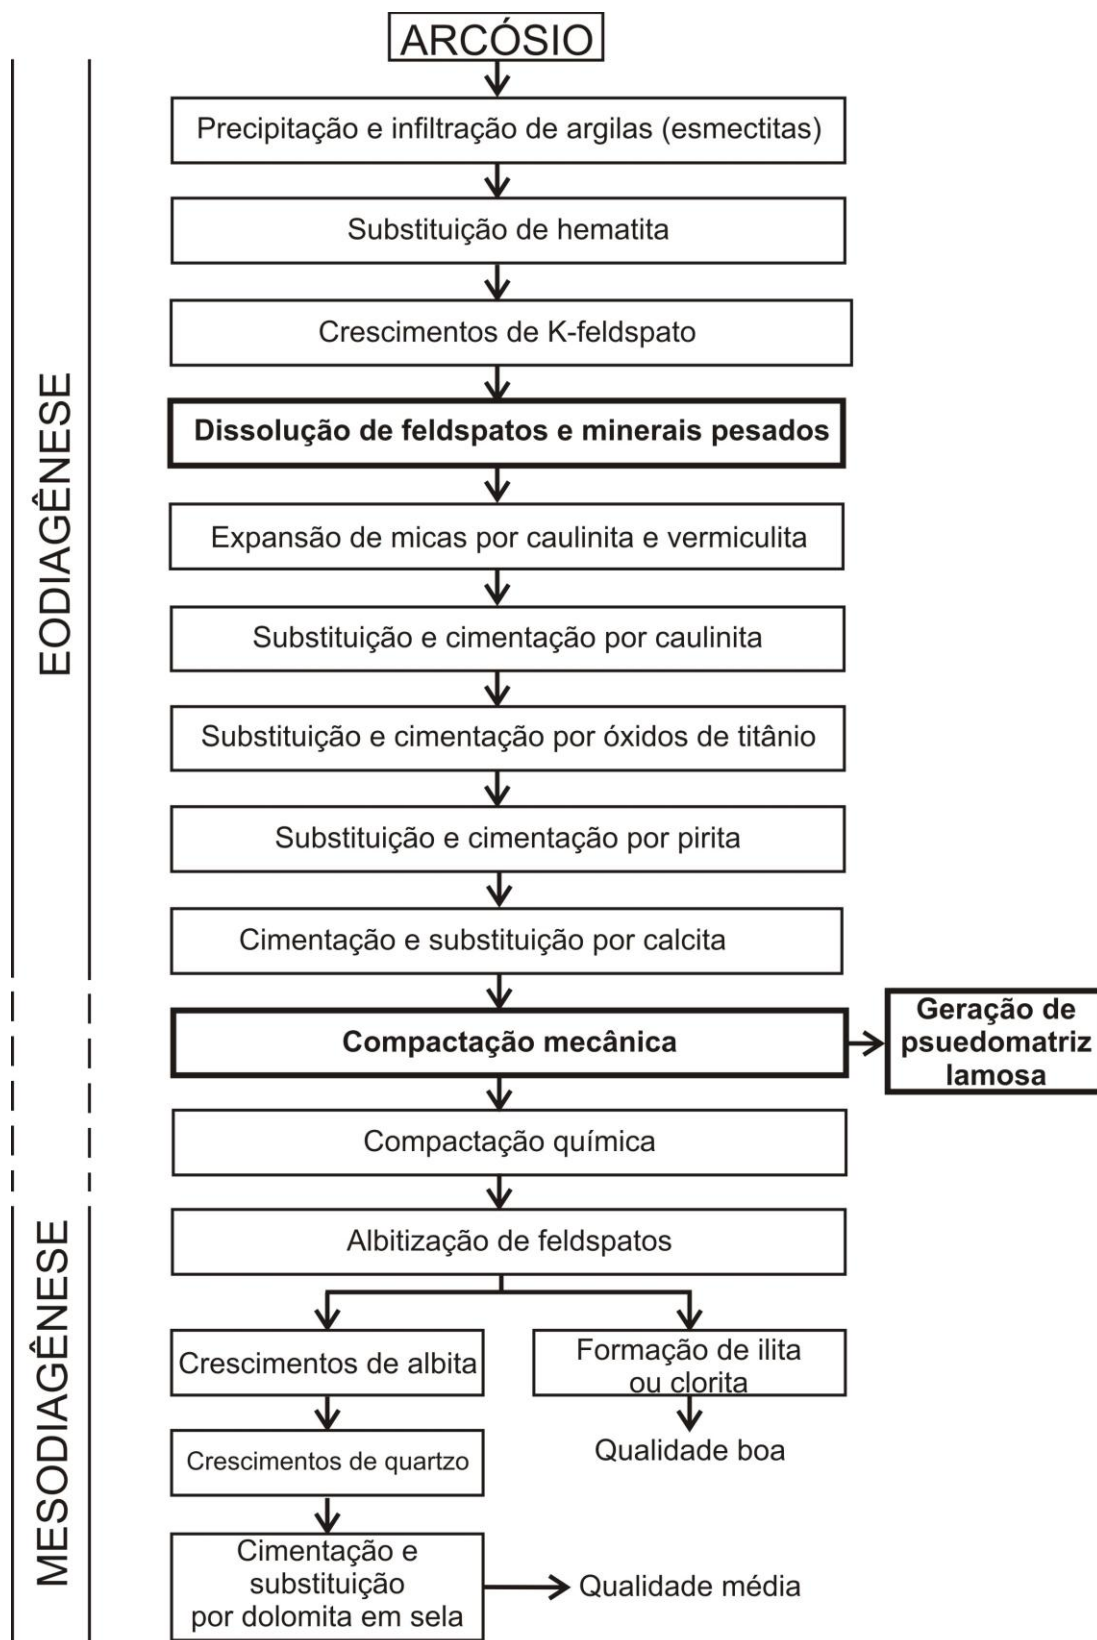 ARCÓSIO
EODIAGÊNESE
Precipitação e infiltração de argilas (esmectitas)
Substituição de hematita
Crescimentos de K-feldspato
Dissolução de feldspatos e minerais pesados
Expansão de micas por caulinita e vermiculita
Substituição e cimentação por caulinita
Substituição e cimentação por óxidos de titânio
Substituição e cimentação por pirita
Cimentação e substituição por calcita
Compactação mecânica
Geração de
psuedomatriz
lamosa
Compactação química
MESODIAGÊNESE
Albitização de feldspatos
Crescimentos de albita
Formação de ilita
ou clorita
Crescimentos de quartzo
Qualidade boa
Cimentação e
substituição
por dolomita em sela
Qualidade média